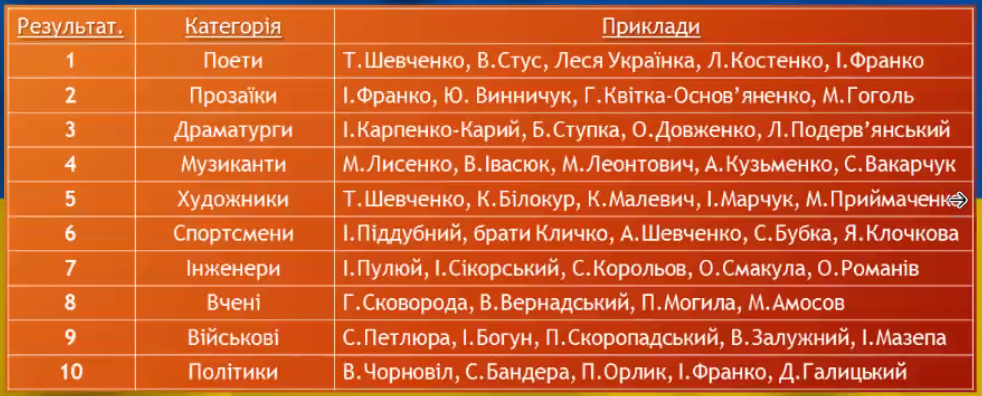 Результат. Категорія Приклади
1 Поети Т.Шевченко, В.Стус, Леся Українка, Л.Костенко, І.Франко
2 Прозаїки І.Франко, Ю. Винничук, Г.Квітка-Основ’яненко, М.Гоголь
3 Драматурги І.Карпенко-Карий, Б.Ступка, О.Довженко, Л.Подерв’янський
4 Музиканти М.Лисенко, В.Івасюк, М.Леонтович, А.Кузьменко, С.Вакарчук
5 Художники Т.Шевченко, К.Білокур, К.Малевич, І.Марчук, М.Приймаченко
6 Спортсмени І.Піддубний, брати Кличко, А.Шевченко, С.Бубка, Я.Клочкова
7 Інженери І.Пулюй, І.Сікорський, С.Корольов, О.Смакула, О.Романів
8 Вчені Г.Сковорода, В.Вернадський, П.Могила, М.Амосов
9 Військові С.Петлюра, І.Богун, П.Скоропадський, В.Залужний, І.Мазепа
10 Політики В.Чорновіл, С.Бандера, П.Орлик, І.Франко, Д.Галицький